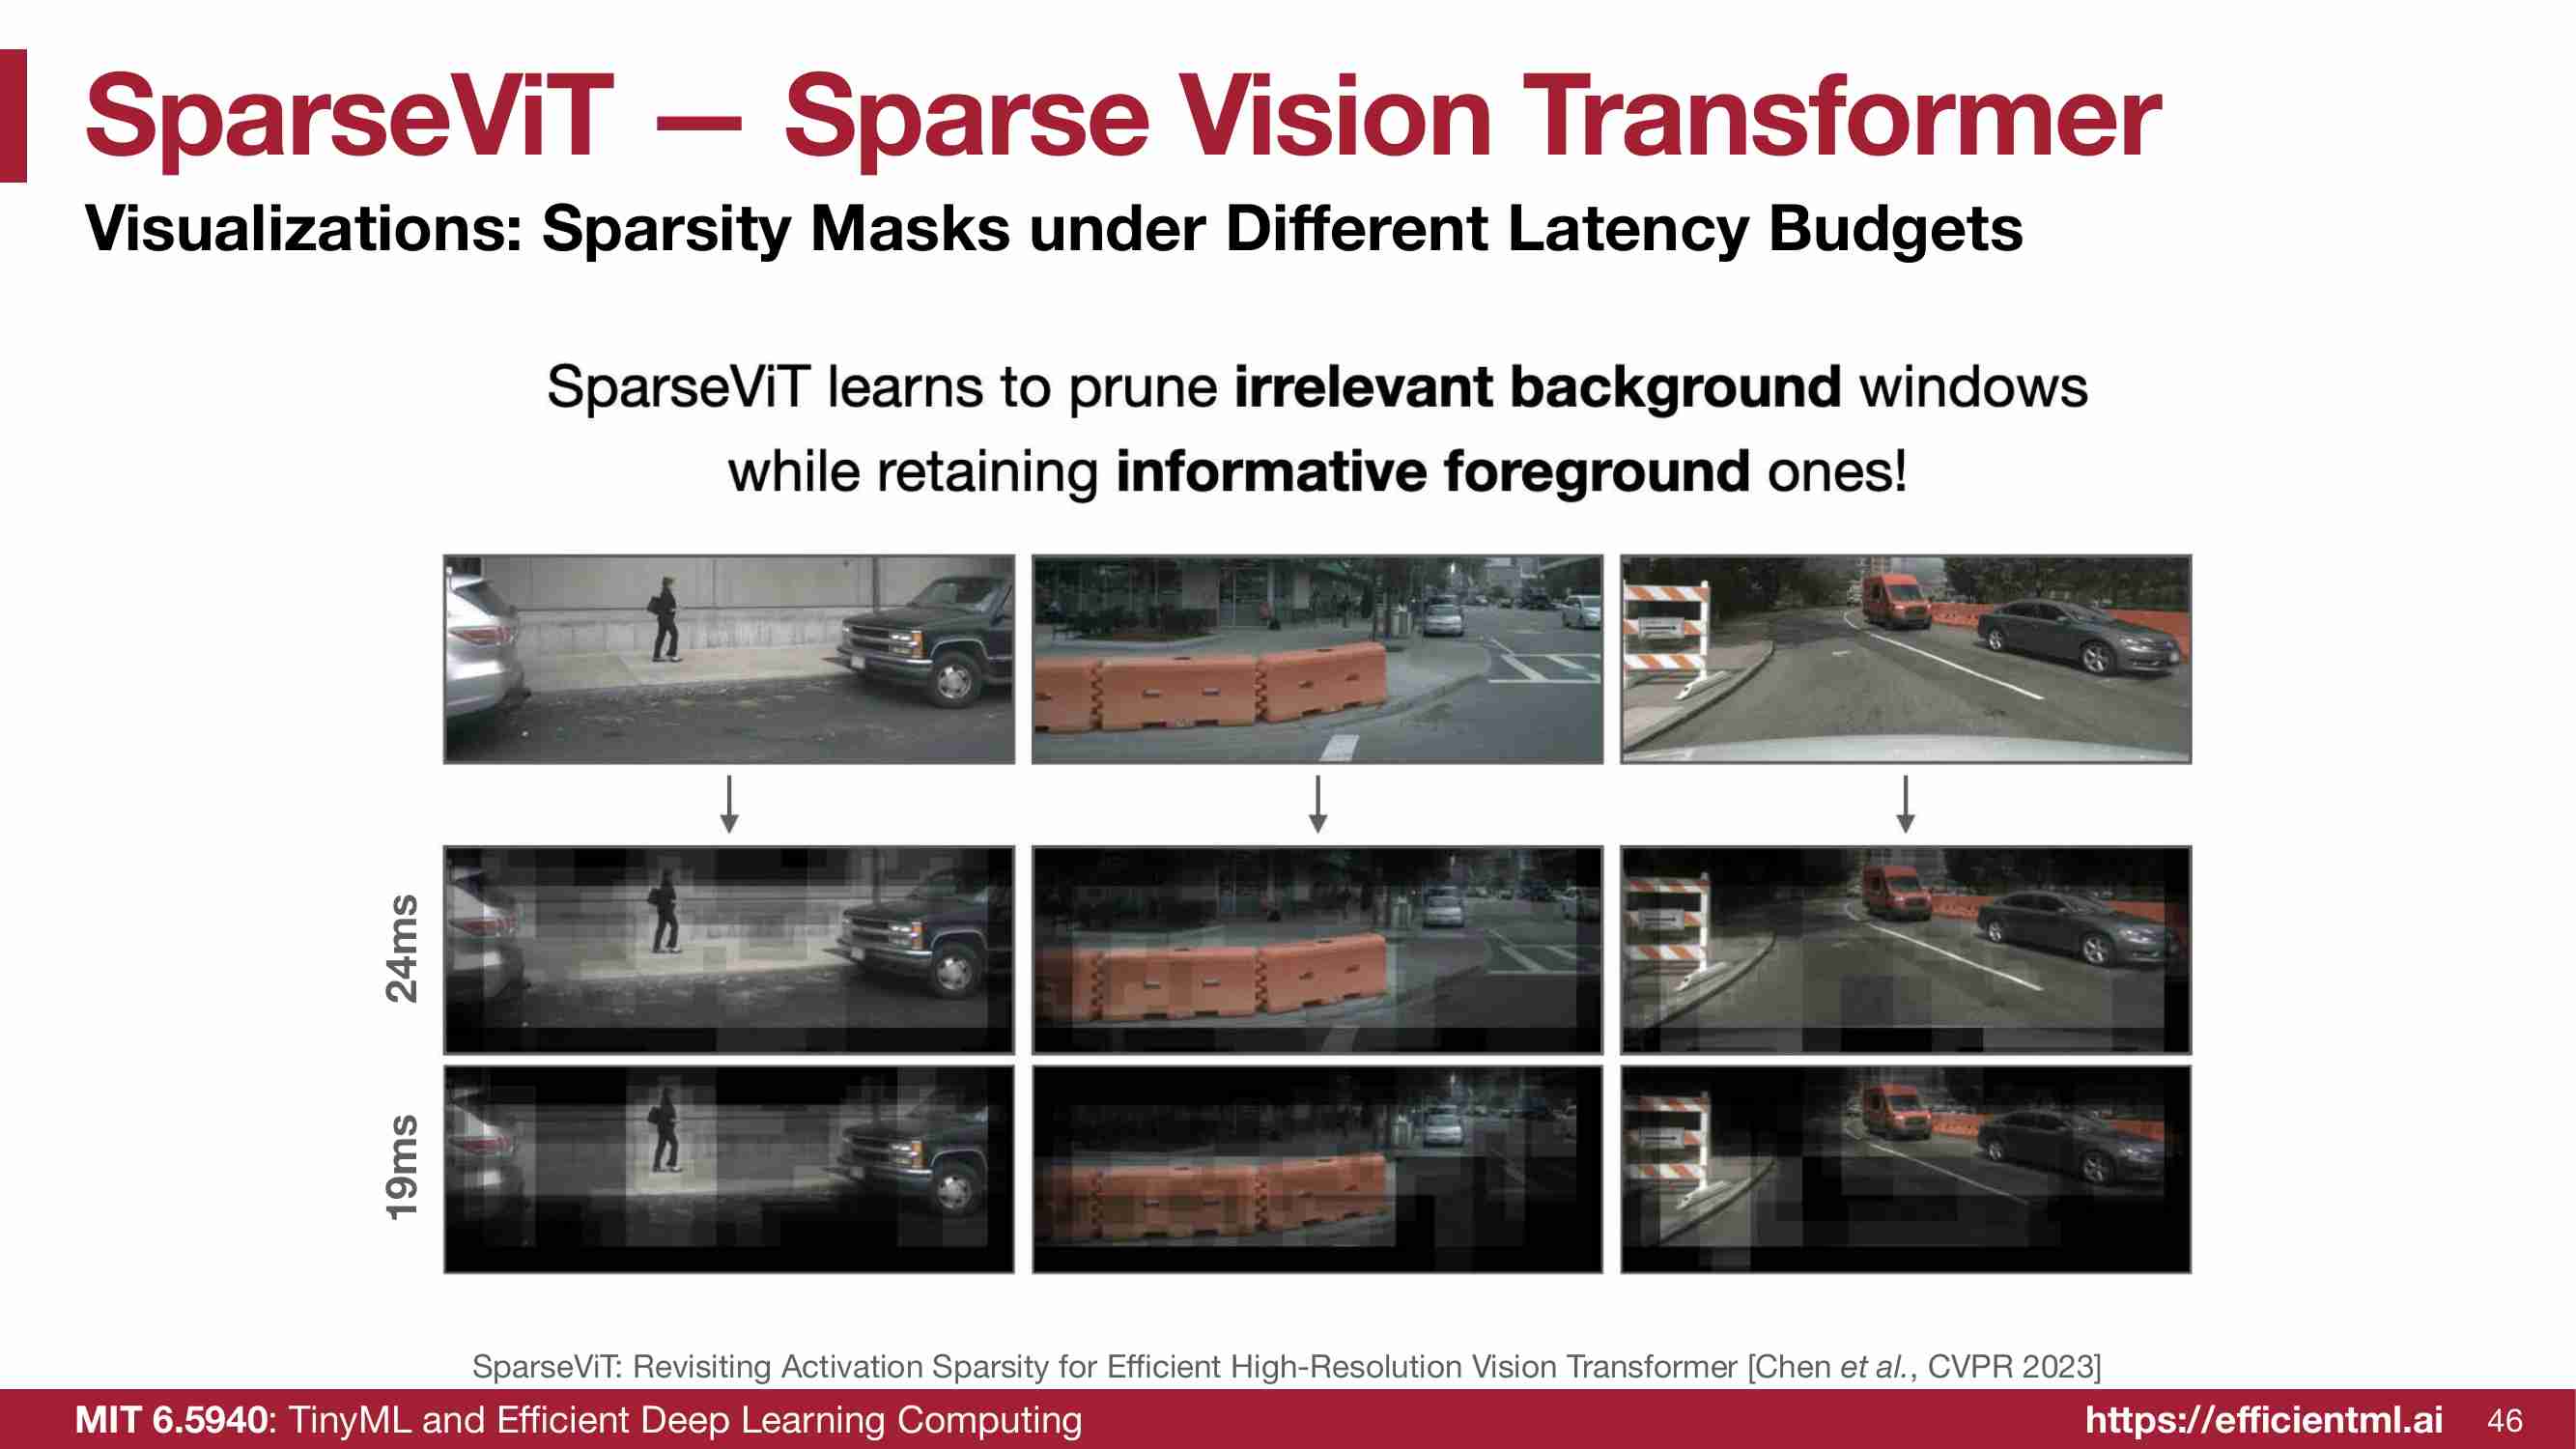 SparseViT — Sparse Vision Transformer
Visualizations: Sparsity Masks under Different Latency Budgets
SparseViT learns to prune irrelevant background windows
while retaining informative foreground ones!
24ms
19ms
SparseViT: Revisiting Activation Sparsity for Efficient High-Resolution Vision Transformer [Chen et al., CVPR 2023]
MIT 6.5940: TinyML and Efficient Deep Learning Computing
https://efficientml.ai
46